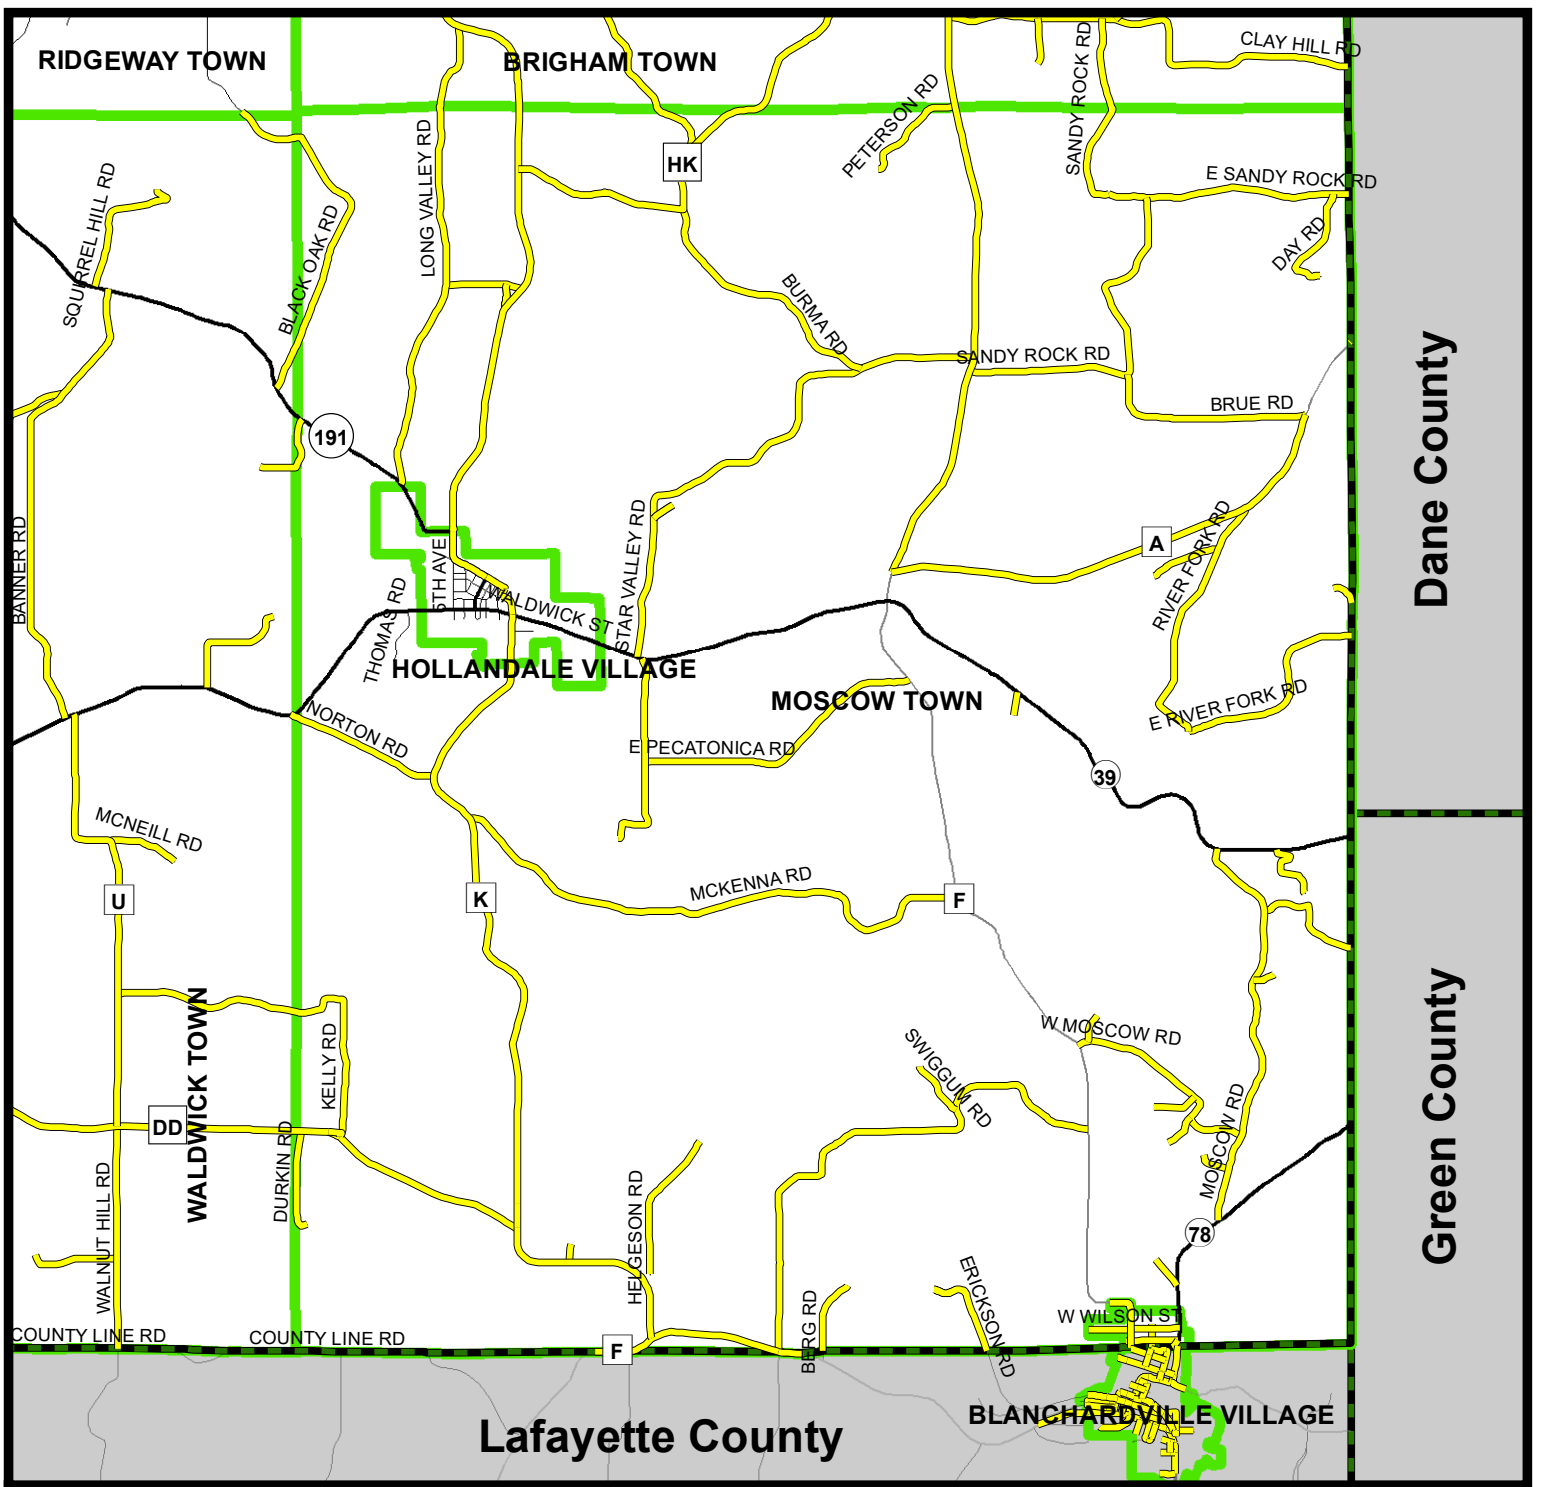 RIDGEWAY TOWN
BRIGHAM TOWN
CLAY HILL RD
SANDY ROCK RD
PETERSON RD
LONG VALLEY RD
HK
E SANDY ROCK RD
SQUIRREL HILL RD
BLACK OAK RD
DAY RD
BURMA RD
SANDY ROCK RD
BRUE RD
191
Dane County
BANNER RD
5TH AVE
STAR VALLEY RD
A
RIVER FORK RD
THOMAS RD
WALDWICK ST
HOLLANDALE VILLAGE
MOSCOW TOWN
E RIVER FORK RD
NORTON RD
E PECATONICA RD
39
MCNEILL RD
MCKENNA RD
U
K
F
WALDWICK TOWN
KELLY RD
W MOSCOW RD
SWIGGUM RD
Green County
DD
DURKIN RD
MOSCOW RD
WALNUT HILL RD
HELGESON RD
78
ERICKSON RD
BERG RD
W WILSON ST
COUNTY LINE RD
COUNTY LINE RD
F
BLANCHARDVILLE VILLAGE
Lafayette County